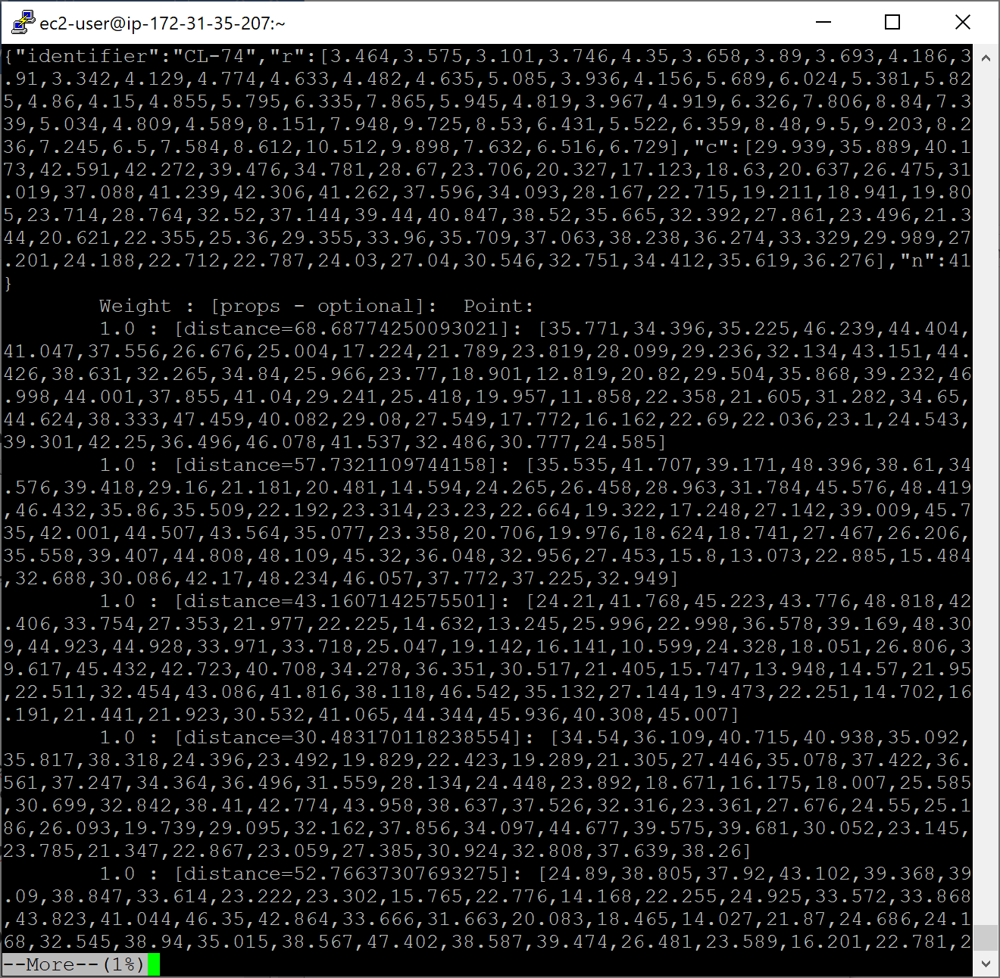 ec2-user@ip-172-31-35-207:~
{"identifier":"CL-74","r":[3.464,3.575,3.101,3.746,4.35,3.658,3.89,3.693,4.186,3
.91,3.342,4.129,4.774,4.633,4.482,4.635,5.085,3.936,4.156,5.689,6.024,5.381,5.82
5,4.86,4.15,4.855,5.795,6.335,7.865,5.945,4.819,3.967,4.919,6.326,7.806,8.84,7.3
39,5.034,4.809,4.589,8.151,7.948,9.725,8.53,6.431,5.522,6.359,8.48,9.5,9.203,8.2
36,7.245,6.5,7.584,8.612,10.512,9.898,7.632,6.516,6.729],"c":[29.939,35.889,40.1
73,42.591,42.272,39.476,34.781,28.67,23.706,20.327,17.123,18.63,20.637,26.475,31
.019,37.088,41.239,42.306,41.262,37.596,34.093,28.167,22.715,19.211,18.941,19.80
5,23.714,28.764,32.52,37.144,39.44,40.847,38.52,35.665,32.392,27.861,23.496,21.3
44,20.621,22.355,25.36,29.355,33.96,35.709,37.063,38.238,36.274,33.329,29.989,27
.201,24.188,22.712,22.787,24.03,27.04,30.546,32.751,34.412,35.619,36.276],"n":41
}
Weight : [props - optional]:  Point:
1.0 : [distance=68.68774250093021]: [35.771,34.396,35.225,46.239,44.404,
41.047,37.556,26.676,25.004,17.224,21.789,23.819,28.099,29.236,32.134,43.151,44.
426,38.631,32.265,34.84,25.966,23.77,18.901,12.819,20.82,29.504,35.868,39.232,46
.998,44.001,37.855,41.04,29.241,25.418,19.957,11.858,22.358,21.605,31.282,34.65,
44.624,38.333,47.459,40.082,29.08,27.549,17.772,16.162,22.69,22.036,23.1,24.543,
39.301,42.25,36.496,46.078,41.537,32.486,30.777,24.585]
1.0 : [distance=57.7321109744158]: [35.535,41.707,39.171,48.396,38.61,34
.576,39.418,29.16,21.181,20.481,14.594,24.265,26.458,28.963,31.784,45.576,48.419
,46.432,35.86,35.509,22.192,23.314,23.23,22.664,19.322,17.248,27.142,39.009,45.7
35,42.001,44.507,43.564,35.077,23.358,20.706,19.976,18.624,18.741,27.467,26.206,
35.558,39.407,44.808,48.109,45.32,36.048,32.956,27.453,15.8,13.073,22.885,15.484
,32.688,30.086,42.17,48.234,46.057,37.772,37.225,32.949]
1.0 : [distance=43.1607142575501]: [24.21,41.768,45.223,43.776,48.818,42
.406,33.754,27.353,21.977,22.225,14.632,13.245,25.996,22.998,36.578,39.169,48.30
9,44.923,44.928,33.971,33.718,25.047,19.142,16.141,10.599,24.328,18.051,26.806,3
9.617,45.432,42.723,40.708,34.278,36.351,30.517,21.405,15.747,13.948,14.57,21.95
,22.511,32.454,43.086,41.816,38.118,46.542,35.132,27.144,19.473,22.251,14.702,16
.191,21.441,21.923,30.532,41.065,44.344,45.936,40.308,45.007]
1.0 : [distance=30.483170118238554]: [34.54,36.109,40.715,40.938,35.092,
35.817,38.318,24.396,23.492,19.829,22.423,19.289,21.305,27.446,35.078,37.422,36.
561,37.247,34.364,36.496,31.559,28.134,24.448,23.892,18.671,16.175,18.007,25.585
,30.699,32.842,38.41,42.774,43.958,38.637,37.526,32.316,23.361,27.676,24.55,25.1
86,26.093,19.739,29.095,32.162,37.856,34.097,44.677,39.575,39.681,30.052,23.145,
23.785,21.347,22.867,23.059,27.385,30.924,32.808,37.639,38.26]
1.0 : [distance=52.76637307693275]: [24.89,38.805,37.92,43.102,39.368,39
.09,38.847,33.614,23.222,23.302,15.765,22.776,14.168,22.255,24.925,33.572,33.868
,43.823,41.044,46.35,42.864,33.666,31.663,20.083,18.465,14.027,21.87,24.686,24.1
68,32.545,38.94,35.015,38.567,47.402,38.587,39.474,26.481,23.589,16.201,22.781,2
--More--(1%)